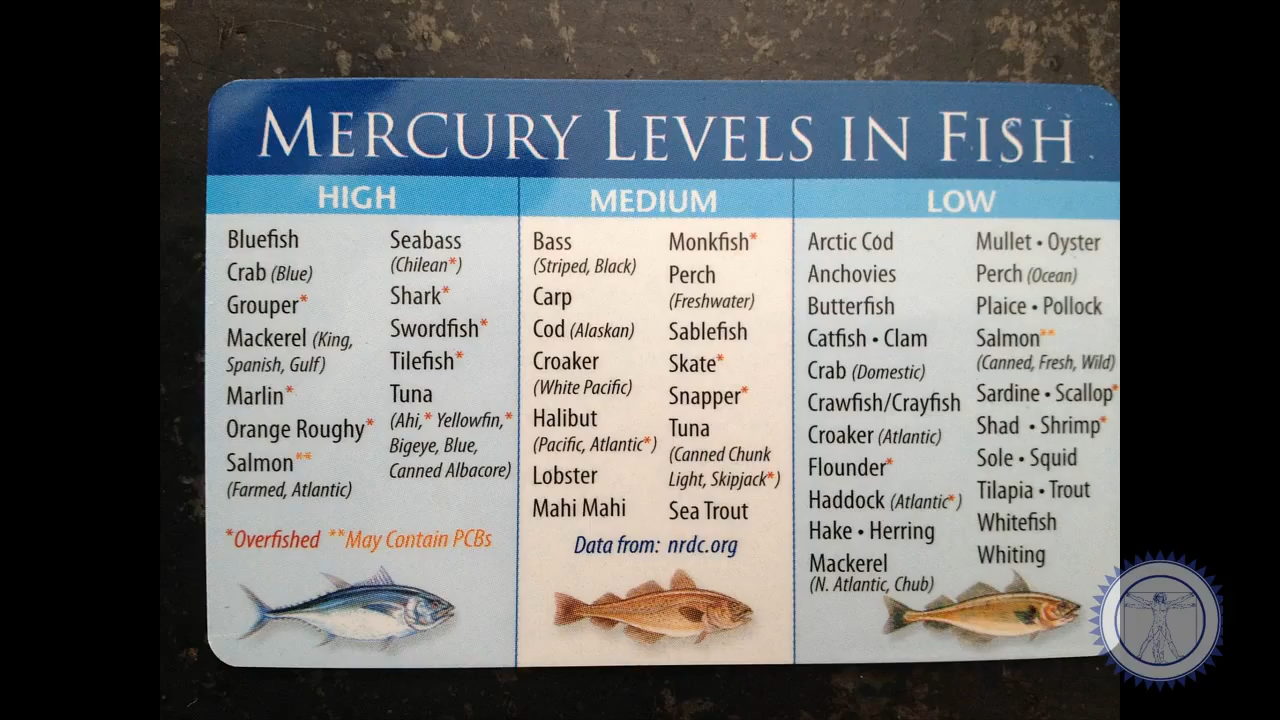 MERCURY LEVELS IN FISH
HIGH
Bluefish
Crab (Blue)
Grouper*
Mackerel (King,
Spanish, Gulf)
Marlin*
Orange Roughy*
Salmon**
(Farmed, Atlantic)
Seabass
(Chilean*)
Shark*
Swordfish*
Tilefish*
Tuna
(Ahi,* Yellowfin,*
Bigeye, Blue,
Canned Albacore)
*Overfished **May Contain PCBs
MEDIUM
Bass
(Striped, Black)
Carp
Cod (Alaskan)
Croaker
(White Pacific)
Halibut
(Pacific, Atlantic*)
Lobster
Mahi Mahi
Monkfish*
Perch
(Freshwater)
Sablefish
Skate*
Snapper*
Tuna
(Canned Chunk
Light, Skipjack*)
Sea Trout
Data from: nrdc.org
LOW
Arctic Cod
Anchovies
Butterfish
Catfish • Clam
Crab (Domestic)
Crawfish/Crayfish
Croaker (Atlantic)
Flounder*
Haddock (Atlantic*)
Hake • Herring
Mackerel
(N. Atlantic, Chub)
Mullet • Oyster
Perch (Ocean)
Plaice • Pollock
Salmon**
(Canned, Fresh, Wild)
Sardine • Scallop*
Shad • Shrimp*
Sole • Squid
Tilapia • Trout
Whitefish
Whiting